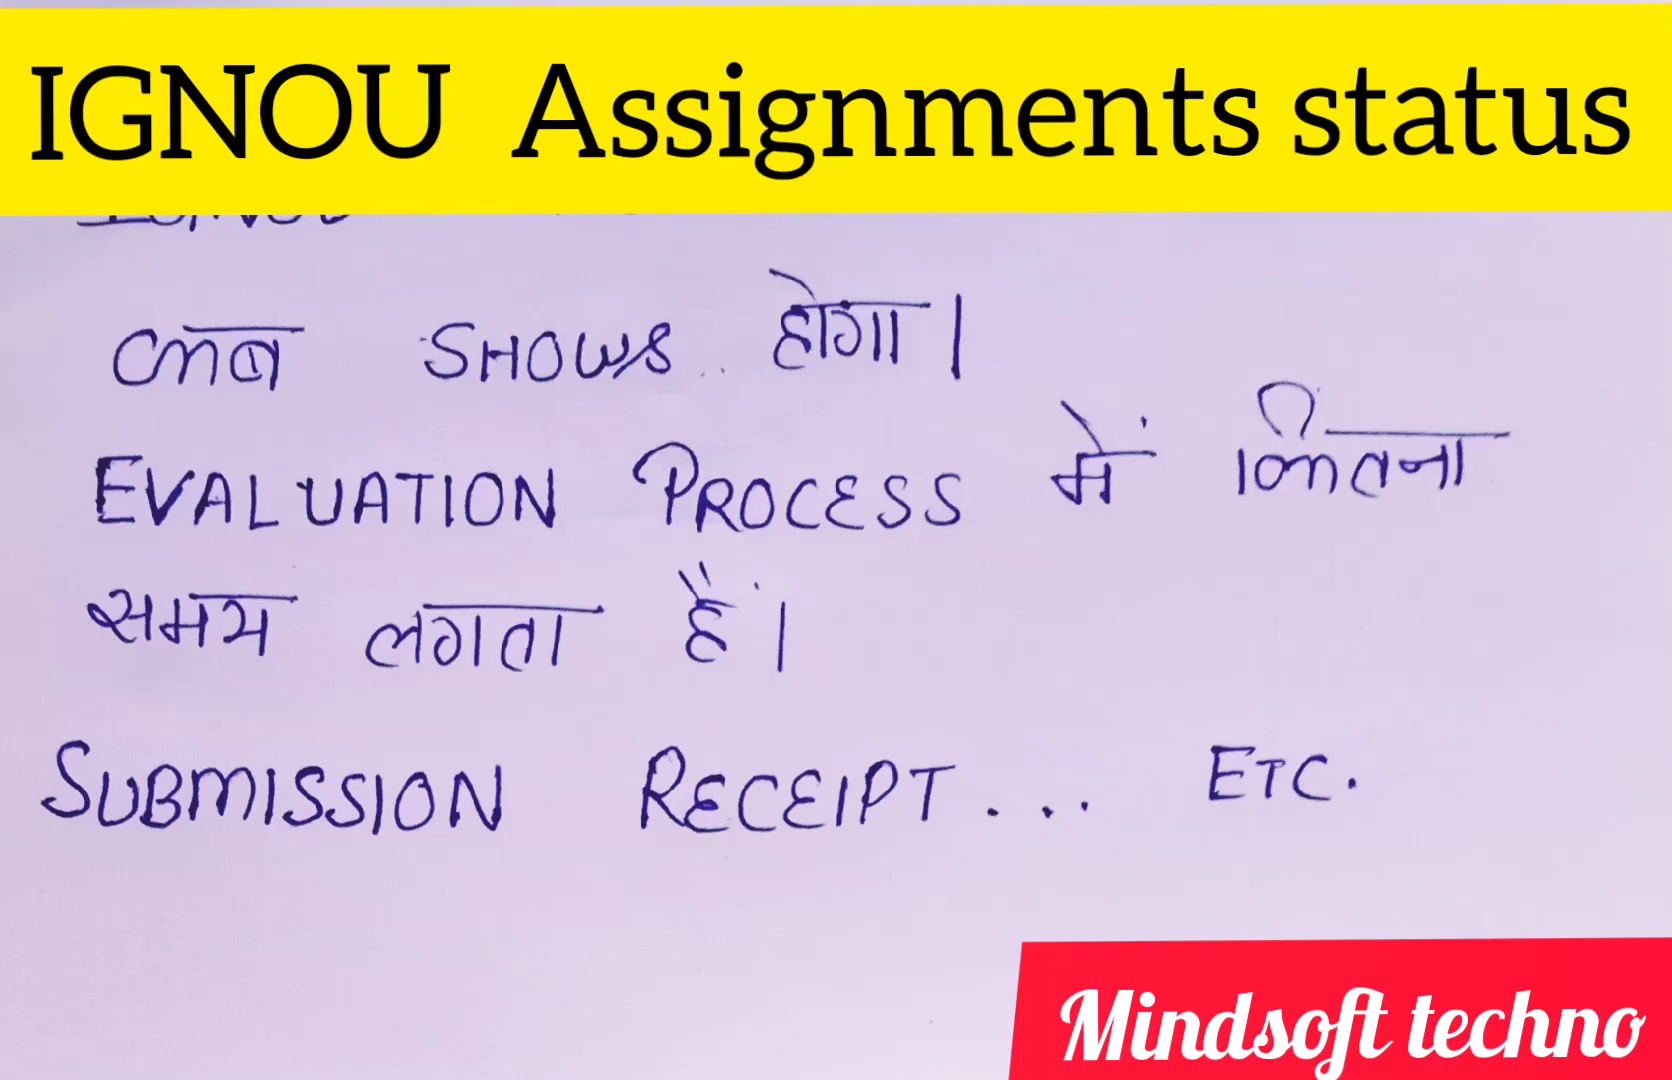 IGNOU Assignments status
कब SHOWS होगा।
EVALUATION PROCESS में कितना
समय लगता है।
SUBMISSION RECEIPT... ETC.
Mindsoft techno